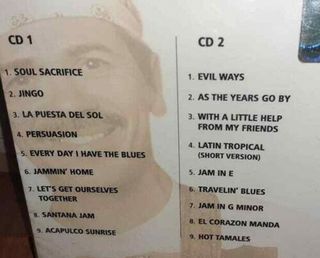 CD 1
1. SOUL SACRIFICE
2. JINGO
3. LA PUESTA DEL SOL
4. PERSUASION
5. EVERY DAY I HAVE THE BLUES
6. JAMMIN' HOME
7. LET'S GET OURSELVES
TOGETHER
8. SANTANA JAM
9. ACAPULCO SUNRISE
CD 2
1. EVIL WAYS
2. AS THE YEARS GO BY
3. WITH A LITTLE HELP
FROM MY FRIENDS
4. LATIN TROPICAL
(SHORT VERSION)
5. JAM IN E
6. TRAVELIN' BLUES
7. JAM IN G MINOR
8. EL CORAZON MANDA
9. HOT TAMALES